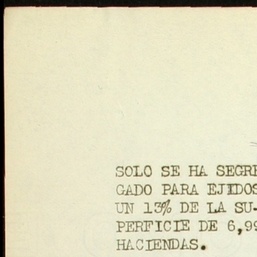 SOLO SE HA SEGRE
GADO PARA EJIDOS
UN 13% DE LA SU-
PERFICIE DE 6,99
HACIENDAS.